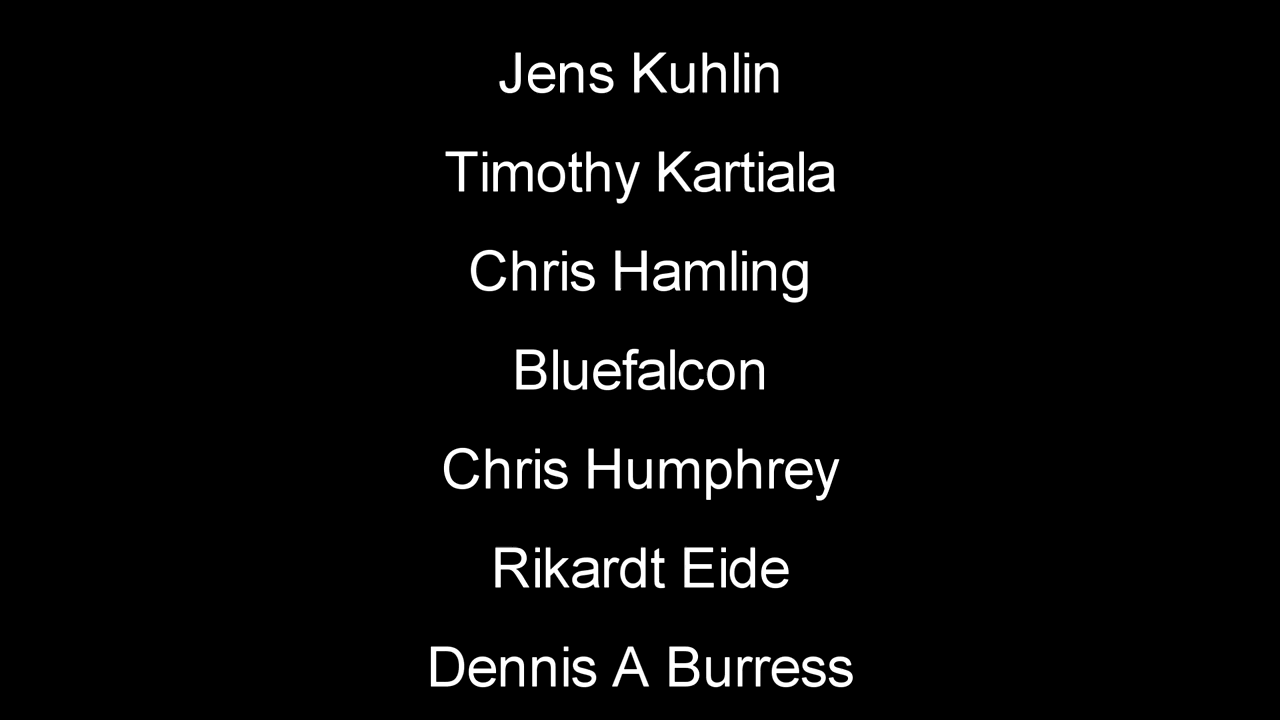 Jens Kuhlin
Timothy Kartiala
Chris Hamling
Bluefalcon
Chris Humphrey
Rikardt Eide
Dennis A Burress